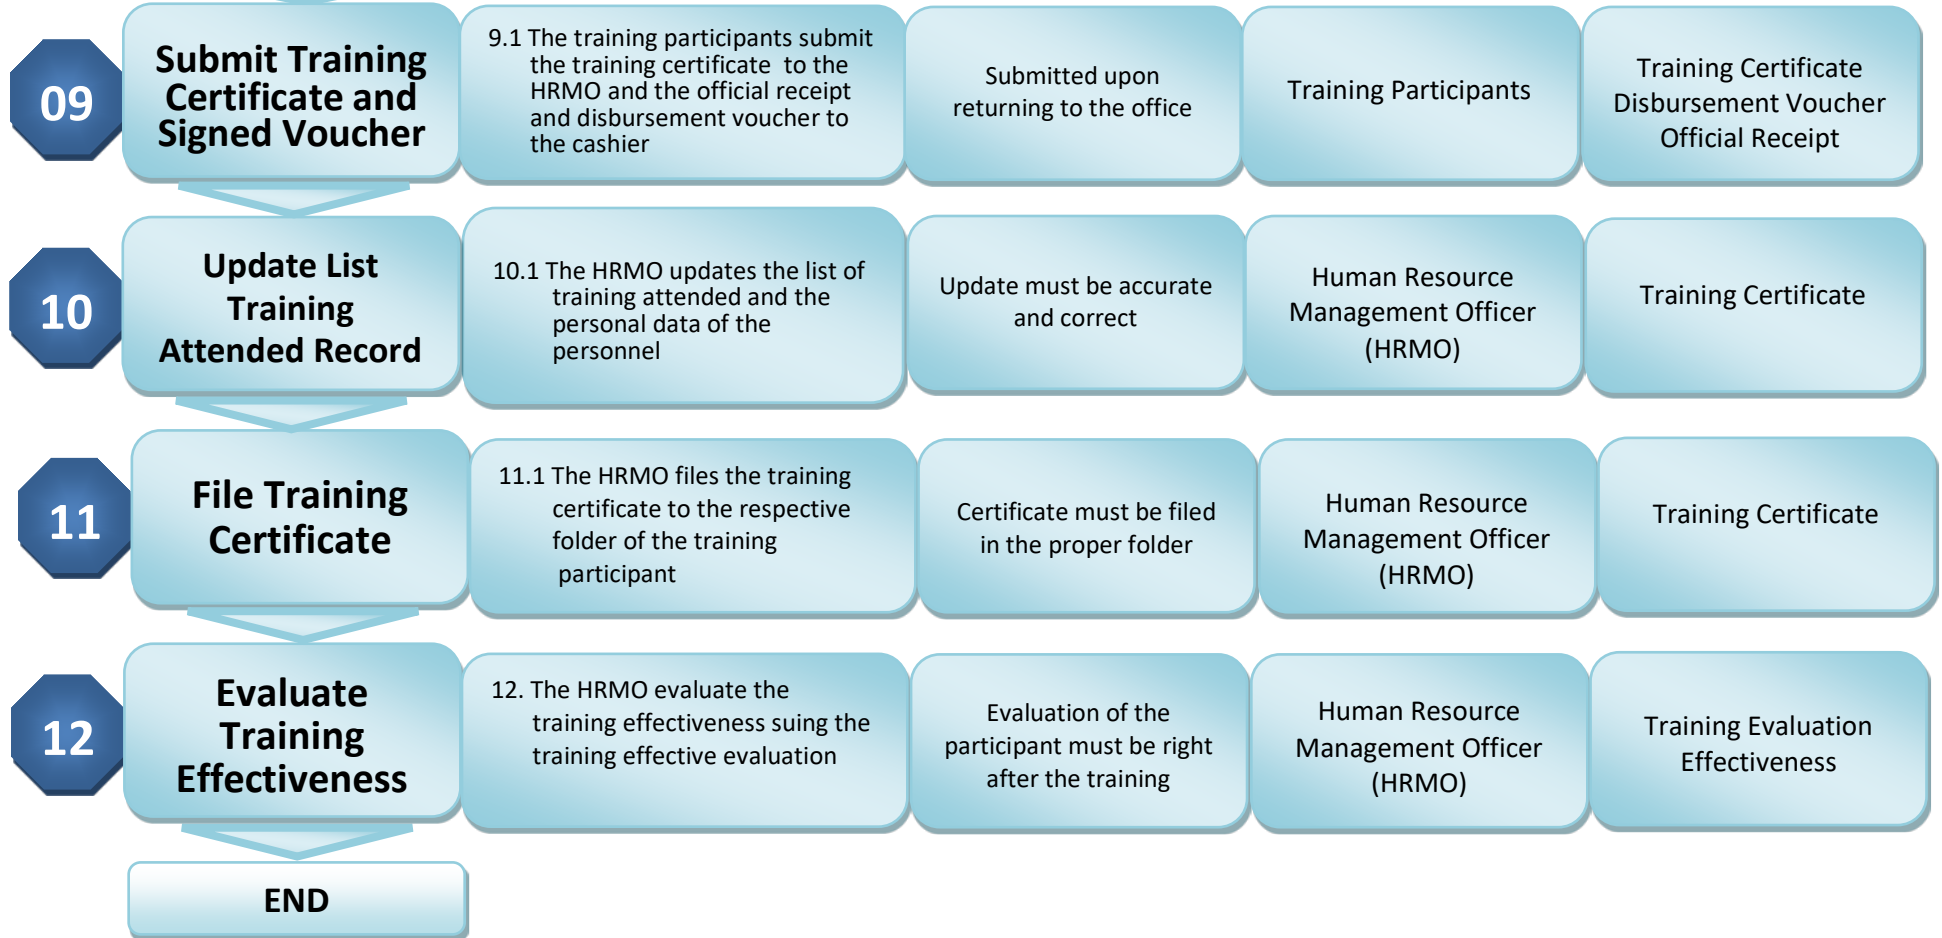 09
Submit Training
Certificate and
Signed Voucher
9.1 The training participants submit
the training certificate to the
HRMO and the official receipt
and disbursement voucher to
the cashier
Submitted upon
returning to the office
Training Participants
Training Certificate
Disbursement Voucher
Official Receipt
10
Update List
Training
Attended Record
10.1 The HRMO updates the list of
training attended and the
personal data of the
personnel
Update must be accurate
and correct
Human Resource
Management Officer
(HRMO)
Training Certificate
11
File Training
Certificate
11.1 The HRMO files the training
certificate to the respective
folder of the training
participant
Certificate must be filed
in the proper folder
Human Resource
Management Officer
(HRMO)
Training Certificate
12
Evaluate
Training
Effectiveness
12. The HRMO evaluate the
training effectiveness suing the
training effective evaluation
Evaluation of the
participant must be right
after the training
Human Resource
Management Officer
(HRMO)
Training Evaluation
Effectiveness
END